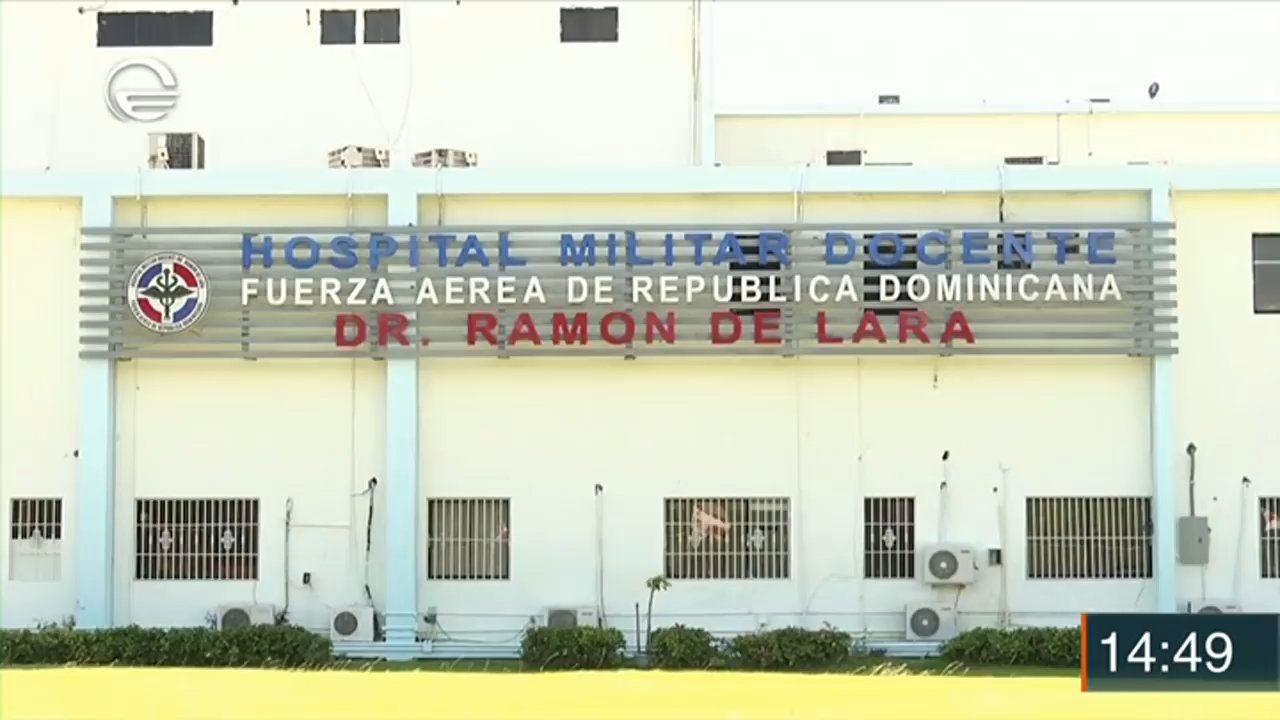 HOSPITAL MILITAR DOCENTE
FUERZA AEREA DE REPUBLICA DOMINICANA
DR. RAMON DE LARA
14:49